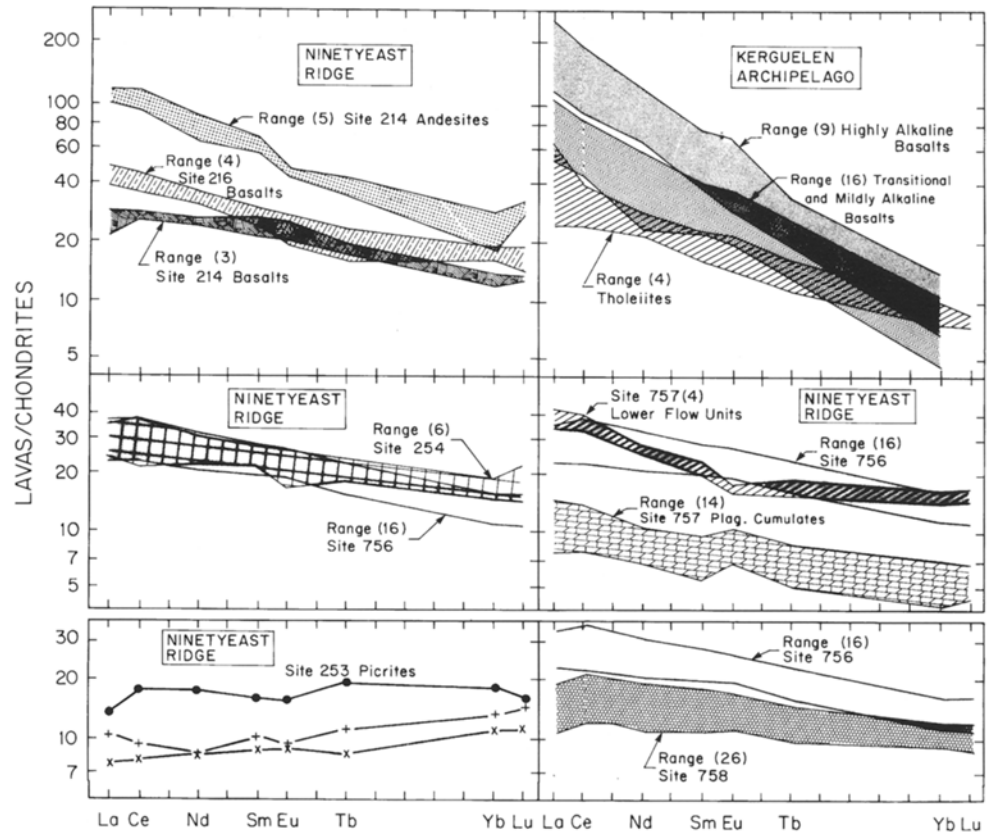 LAVAS/CHONDRITES
200
100
80
60
40
20
10
5
NINETYEAST
RIDGE
Range (5) Site 214 Andesites
Range (4)
Site 216
Basalts
Range (3)
Site 214 Basalts
KERGUELEN
ARCHIPELAGO
Range (9) Highly Alkaline
Basalts
Range (16) Transitional
and Mildly Alkaline
Basalts
Range (4)
Tholeiites
40
30
20
10
7
5
NINETYEAST
RIDGE
Range (6)
Site 254
Range (16)
Site 756
Site 757(4)
Lower Flow Units
NINETYEAST
RIDGE
Range (16)
Site 756
Range (14)
Site 757 Plag. Cumulates
30
20
10
7
NINETYEAST
RIDGE
Site 253 Picrites
Range (16)
Site 756
Range (26)
Site 758
La Ce Nd Sm Eu Tb Yb Lu
La Ce Nd Sm Eu Tb Yb Lu